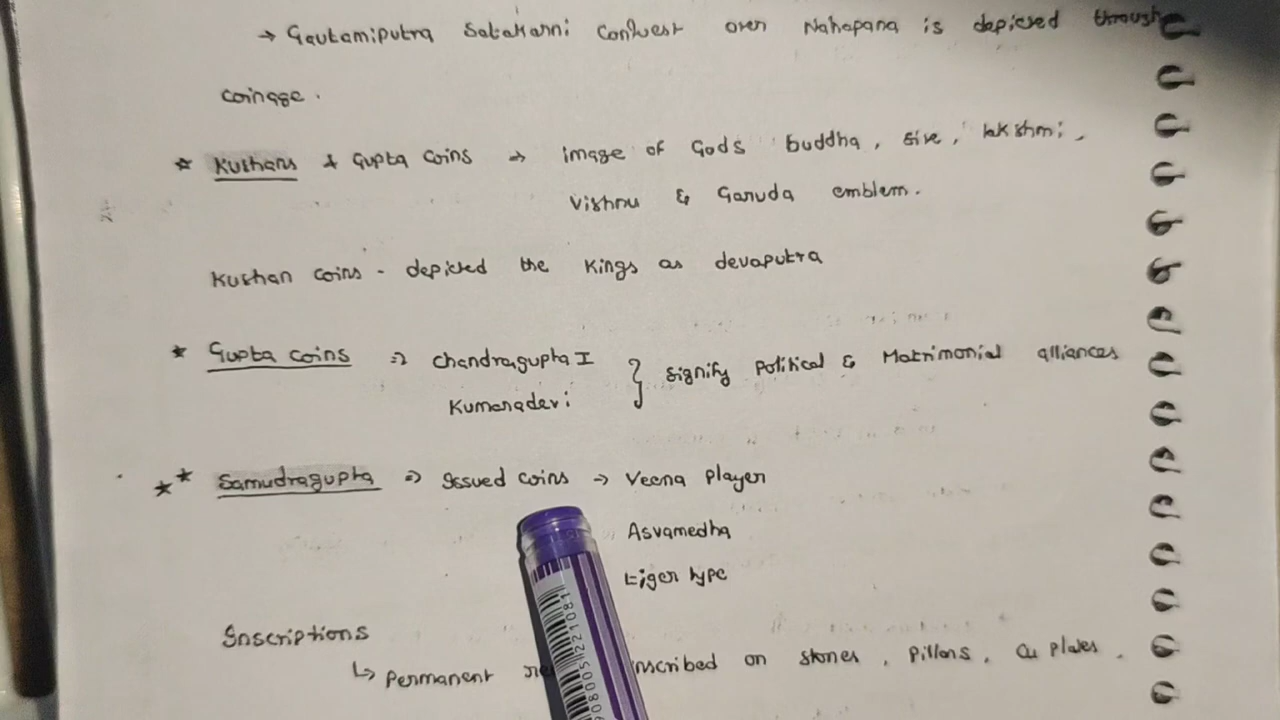 → Gautamiputra Satakarni Conquest over Nahapana is depicted through
coinage.
* Kushans & Gupta Coins → image of Gods buddha, Siva, lakshmi,
Vishnu & Garuda emblem.
Kushan coins - depicted the Kings as devaputra
* Gupta coins ⇒ Chandragupta I } Signify Political & Matrimonial alliances
Kumaradevi
** Samudragupta ⇒ Issued coins → Veena Player
Asvamedha
tiger type
Inscriptions
↳ Permanent inscribed on stones, Pillars, Cu plates.
9080051221081